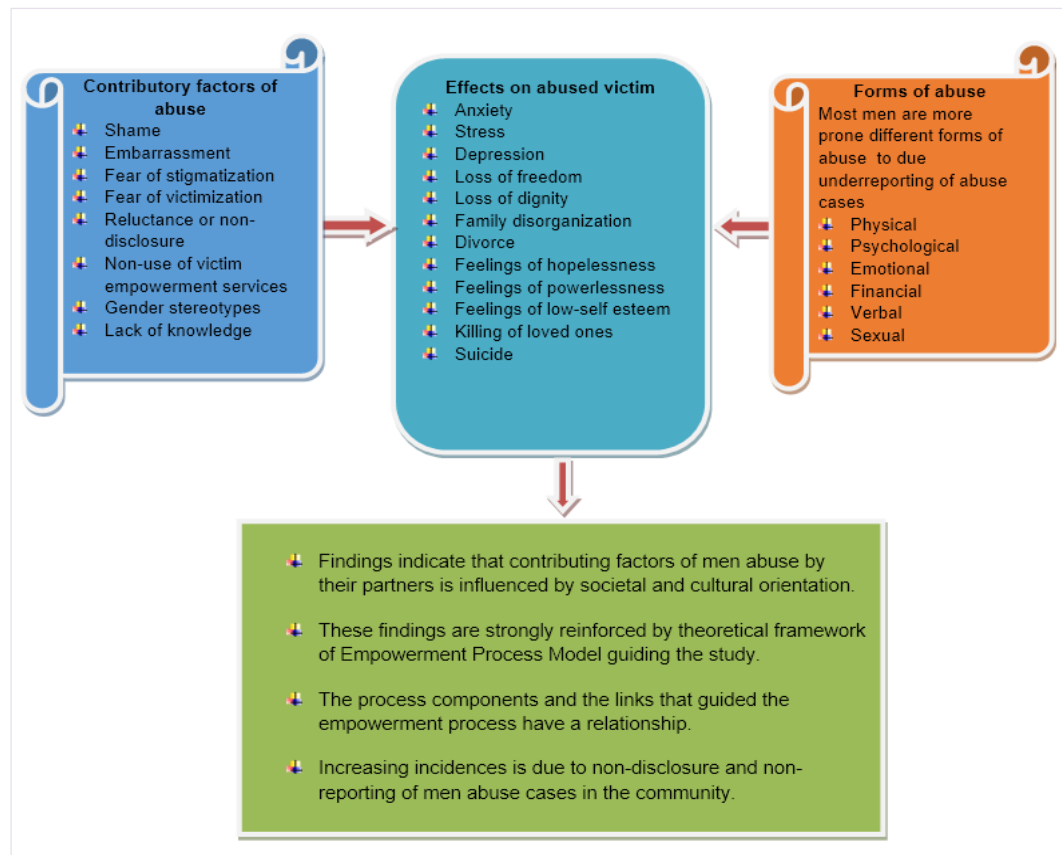 Contributory factors of
abuse
Shame
Embarrassment
Fear of stigmatization
Fear of victimization
Reluctance or non-
disclosure
Non-use of victim
empowerment services
Gender stereotypes
Lack of knowledge
Effects on abused victim
Anxiety
Stress
Depression
Loss of freedom
Loss of dignity
Family disorganization
Divorce
Feelings of hopelessness
Feelings of powerlessness
Feelings of low-self esteem
Killing of loved ones
Suicide
Forms of abuse
Most men are more
prone different forms of
abuse to due
underreporting of abuse
cases
Physical
Psychological
Emotional
Financial
Verbal
Sexual
Findings indicate that contributing factors of men abuse by
their partners is influenced by societal and cultural orientation.
These findings are strongly reinforced by theoretical framework
of Empowerment Process Model guiding the study.
The process components and the links that guided the
empowerment process have a relationship.
Increasing incidences is due to non-disclosure and non-
reporting of men abuse cases in the community.